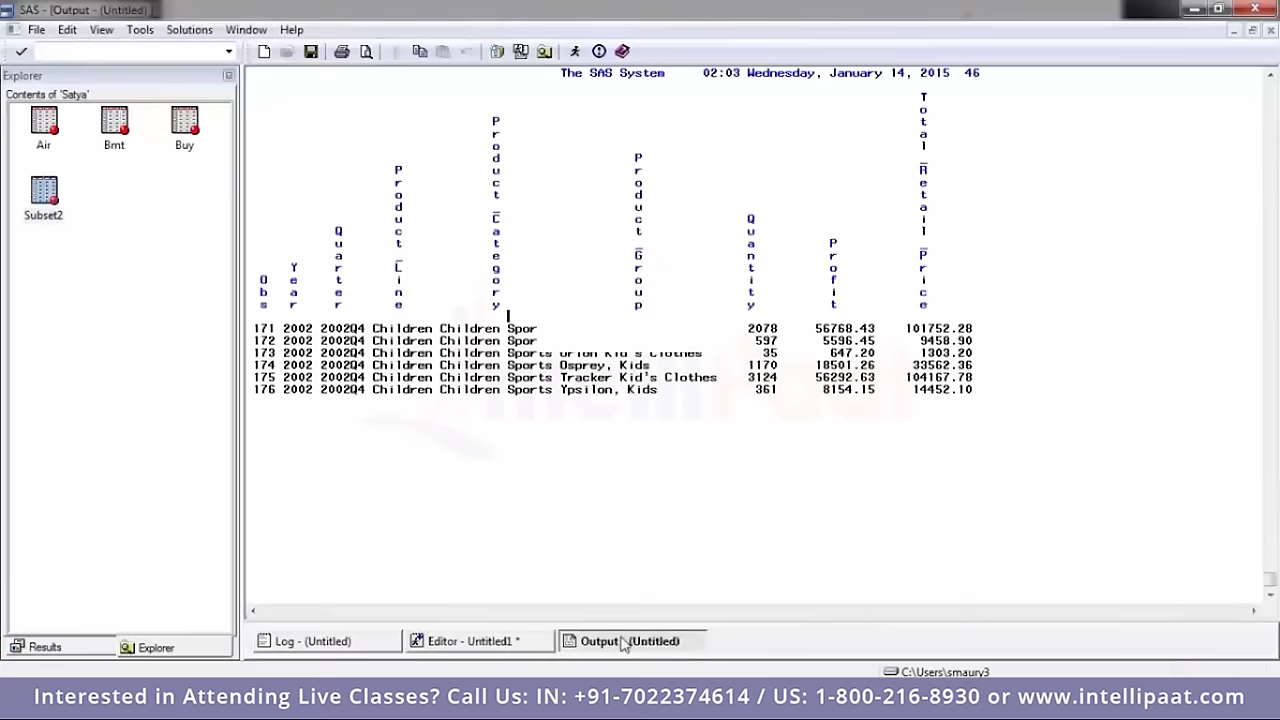 SAS - [Output - (Untitled)]
File Edit View Tools Solutions Window Help
Explorer
Contents of 'Satya'
Air Bmt Buy
Subset2
The SAS System 02:03 Wednesday, January 14, 2015 46
Obs Year Quarter Product_Line Product_Category Product_Group Quantity Profit Total_Retail_Price
171 2002 2002Q4 Children Children Spor 2078 56768.43 101752.28
172 2002 2002Q4 Children Children Spor 597 5596.45 9458.90
173 2002 2002Q4 Children Children Sports Orion Kid's Clothes 35 647.20 1303.20
174 2002 2002Q4 Children Children Sports Osprey, Kids 1170 18501.26 33562.36
175 2002 2002Q4 Children Children Sports Tracker Kid's Clothes 3124 56292.63 104167.78
176 2002 2002Q4 Children Children Sports Ypsilon, Kids 361 8154.15 14452.10
Results Explorer Log - (Untitled) Editor - Untitled1 * Output - (Untitled)
C:\Users\smaury3
Interested in Attending Live Classes? Call Us: IN: +91-7022374614 / US: 1-800-216-8930 or www.intellipaat.com